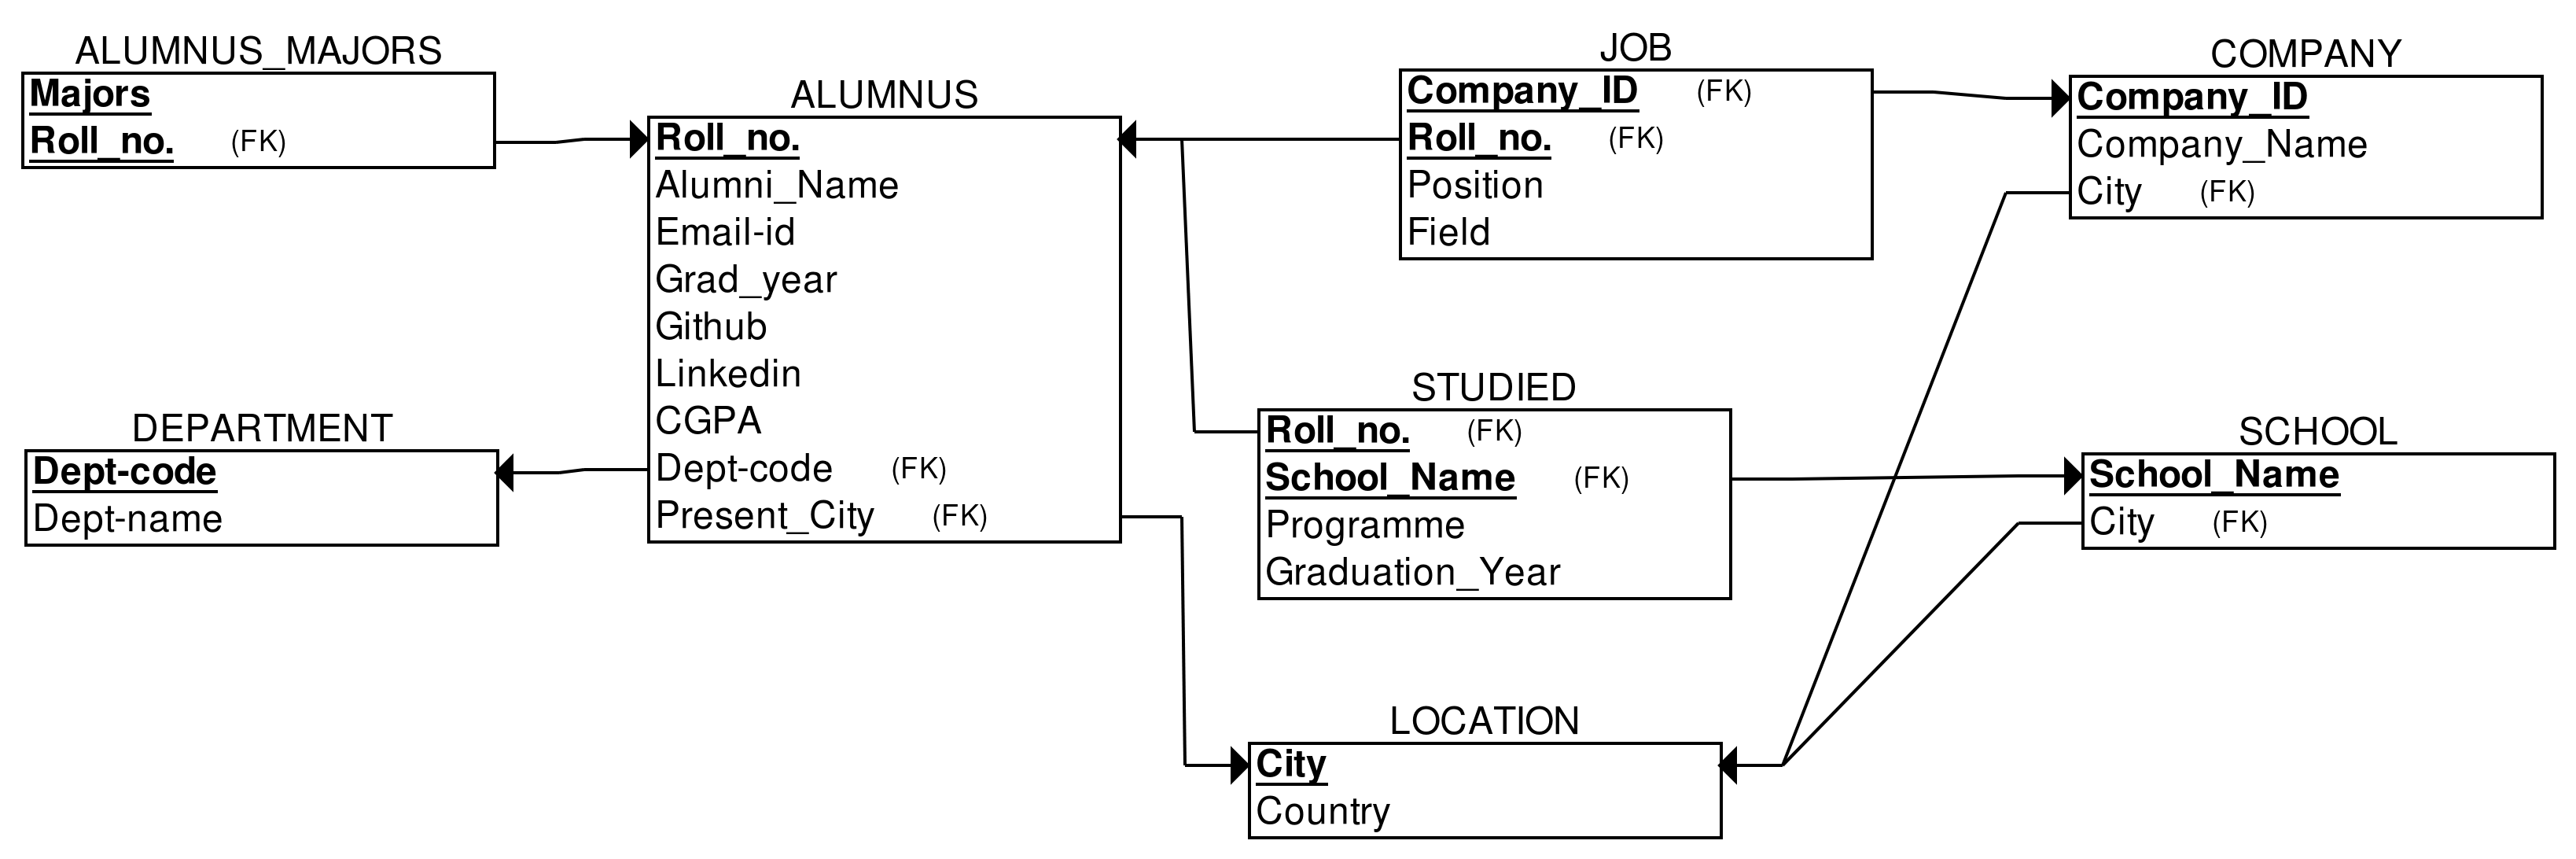 ALUMNUS_MAJORS
Majors
Roll_no. (FK)
ALUMNUS
Roll_no.
Alumni_Name
Email-id
Grad_year
Github
Linkedin
CGPA
Dept-code (FK)
Present_City (FK)
DEPARTMENT
Dept-code
Dept-name
JOB
Company_ID (FK)
Roll_no. (FK)
Position
Field
COMPANY
Company_ID
Company_Name
City (FK)
STUDIED
Roll_no. (FK)
School_Name (FK)
Programme
Graduation_Year
SCHOOL
School_Name
City (FK)
LOCATION
City
Country